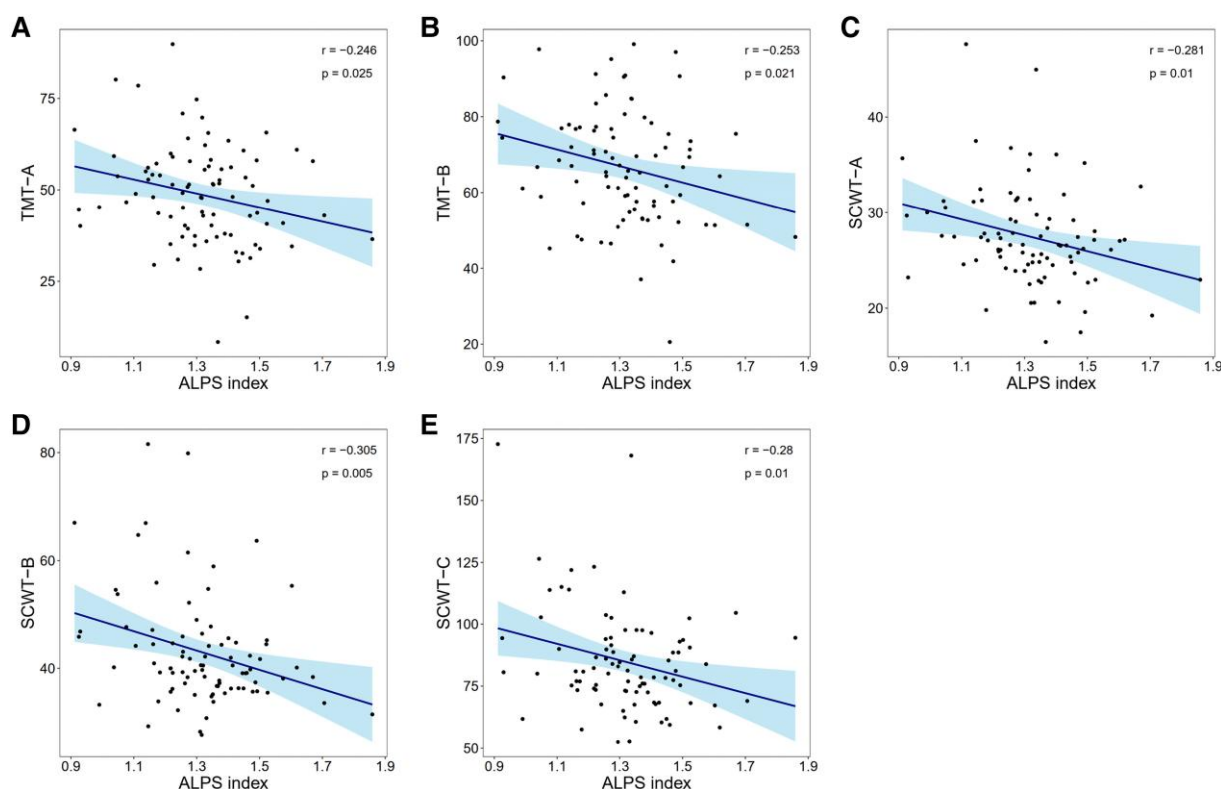 A
r = −0.246
p = 0.025
75
50
25
TMT−A
0.9 1.1 1.3 1.5 1.7 1.9
ALPS index
B
r = −0.253
p = 0.021
100
80
60
40
20
TMT−B
0.9 1.1 1.3 1.5 1.7 1.9
ALPS index
C
r = −0.281
p = 0.01
40
30
20
SCWT−A
0.9 1.1 1.3 1.5 1.7 1.9
ALPS index
D
r = −0.305
p = 0.005
80
60
40
SCWT−B
0.9 1.1 1.3 1.5 1.7 1.9
ALPS index
E
r = −0.28
p = 0.01
175
150
125
100
75
50
SCWT−C
0.9 1.1 1.3 1.5 1.7 1.9
ALPS index